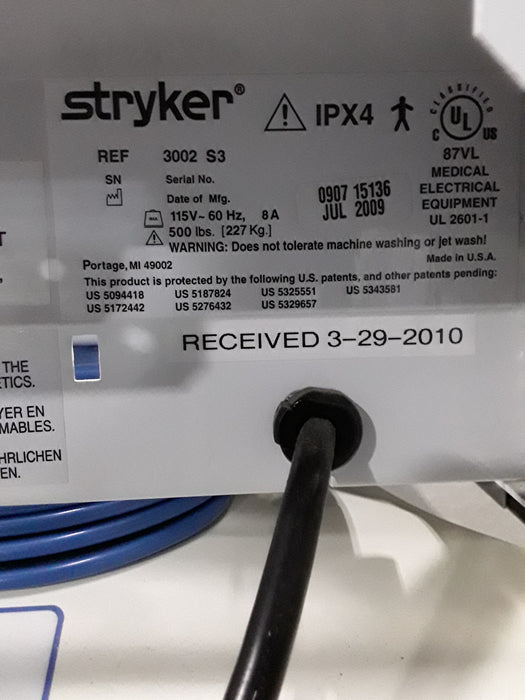 stryker®
IPX4
CLASSIFIED
UL
C US
REF 3002 S3
87VL
MEDICAL
ELECTRICAL
EQUIPMENT
UL 2601-1
SN Serial No.
Date of Mfg.
0907 15136
JUL 2009
115V~ 60 Hz, 8A
500 lbs. [227 Kg.]
WARNING: Does not tolerate machine washing or jet wash!
Portage, MI 49002
Made in U.S.A.
This product is protected by the following U.S. patents, and other patents pending:
US 5094418 US 5187824 US 5325551 US 5343581
US 5172442 US 5276432 US 5329657
RECEIVED 3-29-2010
THE
TICS.
YER EN
MABLES.
HRLICHEN
EN.